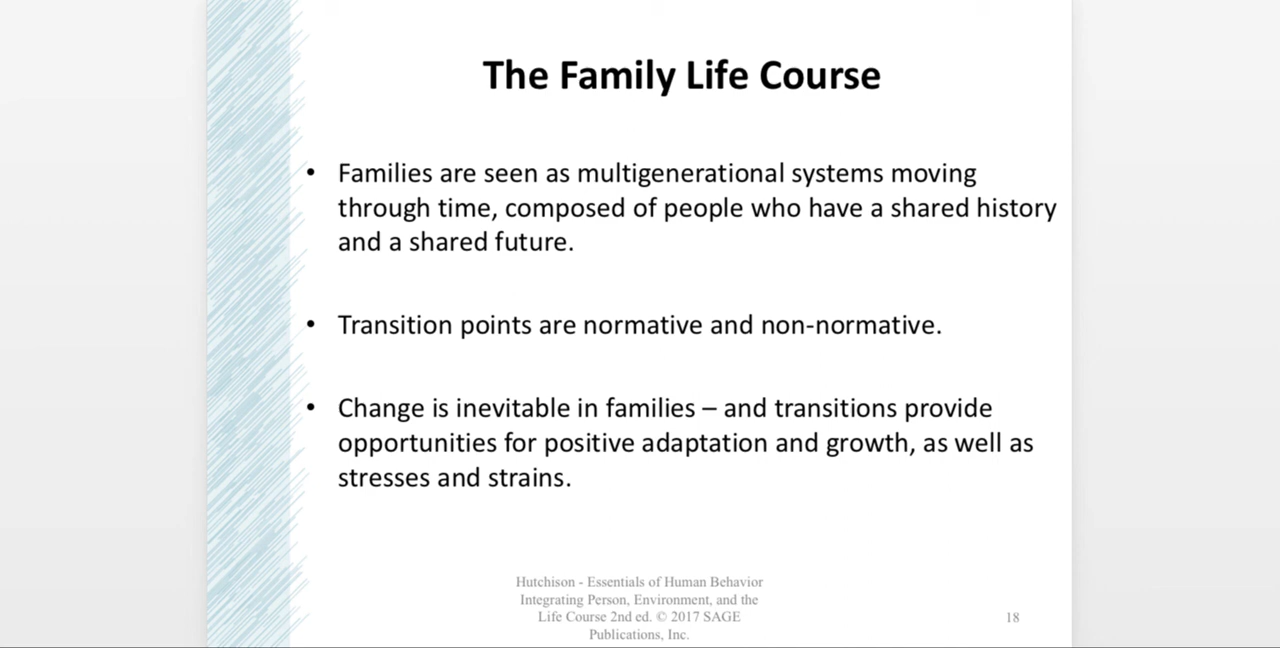 The Family Life Course
• Families are seen as multigenerational systems moving
through time, composed of people who have a shared history
and a shared future.
• Transition points are normative and non-normative.
• Change is inevitable in families – and transitions provide
opportunities for positive adaptation and growth, as well as
stresses and strains.
Hutchison - Essentials of Human Behavior
Integrating Person, Environment, and the
Life Course 2nd ed. © 2017 SAGE
Publications, Inc.
18